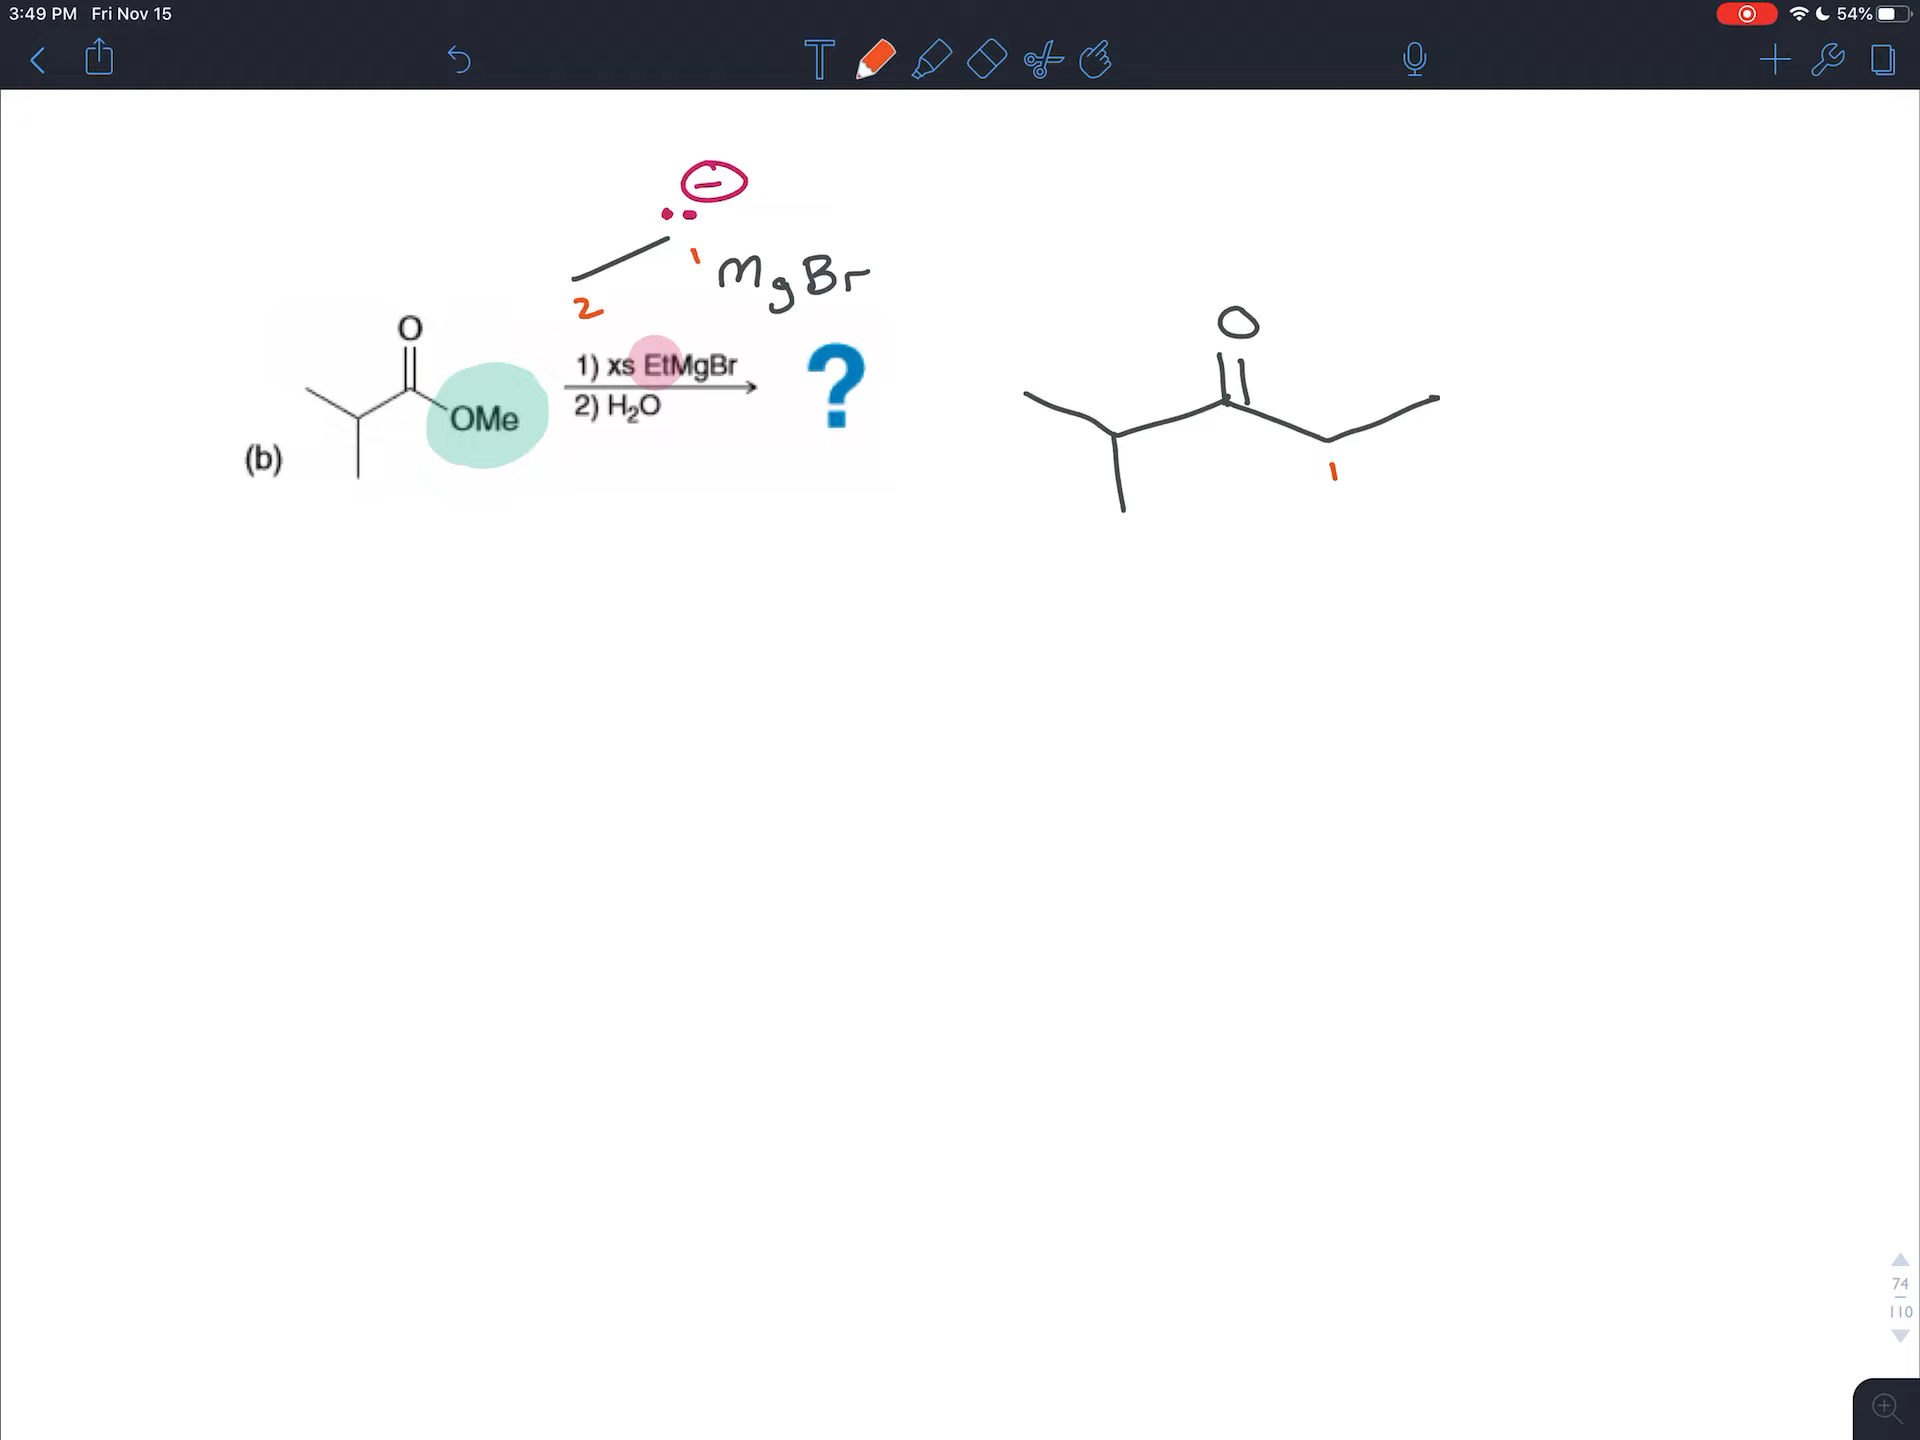 3:49 PM Fri Nov 15
54%
T
−
1
MgBr
2
O
OMe
(b)
1) xs EtMgBr
2) H₂O
?
O
1
74
110